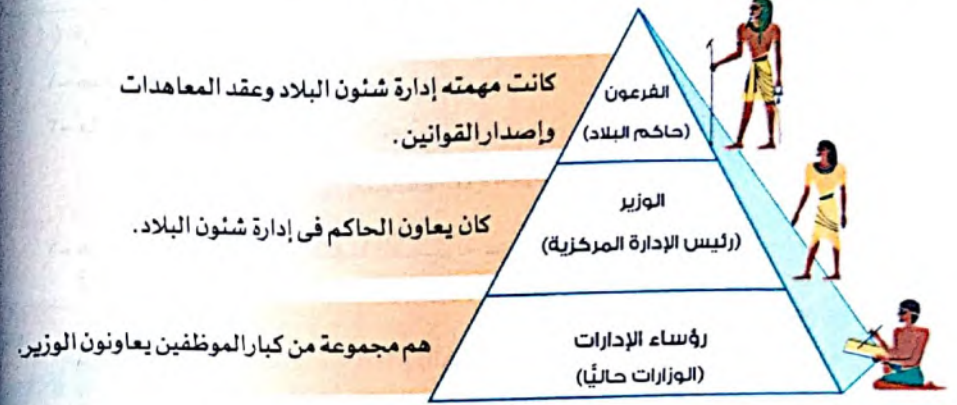 الفرعون
(حاكم البلاد)
كانت مهمته إدارة شئون البلاد وعقد المعاهدات
وإصدار القوانين.
الوزير
(رئيس الإدارة المركزية)
كان يعاون الحاكم فى إدارة شئون البلاد.
رؤساء الإدارات
(الوزارات حاليًّا)
هم مجموعة من كبار الموظفين يعاونون الوزير.